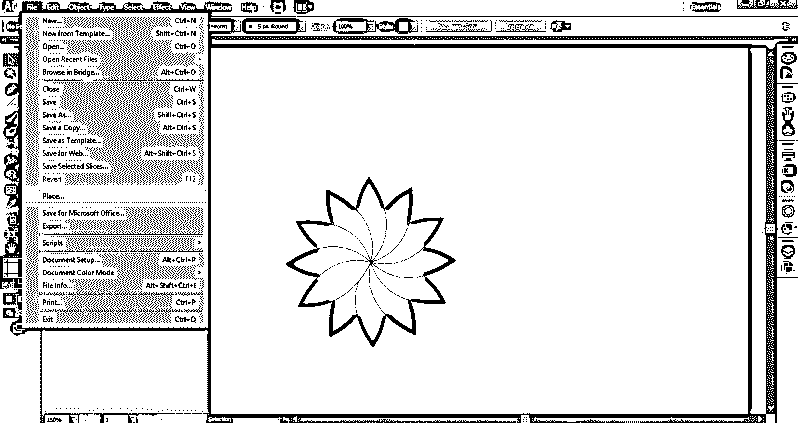 Ai File Edit Object Type Select Effect View Window Help Essentials
5 pt. Round 100%
New... Ctrl+N
New from Template... Shift+Ctrl+N
Open... Ctrl+O
Open Recent Files
Browse in Bridge... Alt+Ctrl+O
Close Ctrl+W
Save Ctrl+S
Save As... Shift+Ctrl+S
Save a Copy... Alt+Ctrl+S
Save as Template...
Save for Web... Alt+Shift+Ctrl+S
Save Selected Slices...
Revert F12
Place...
Save for Microsoft Office...
Export...
Scripts
Document Setup... Alt+Ctrl+P
Document Color Mode
File Info... Alt+Shift+Ctrl+I
Print... Ctrl+P
Exit Ctrl+Q
150% 1